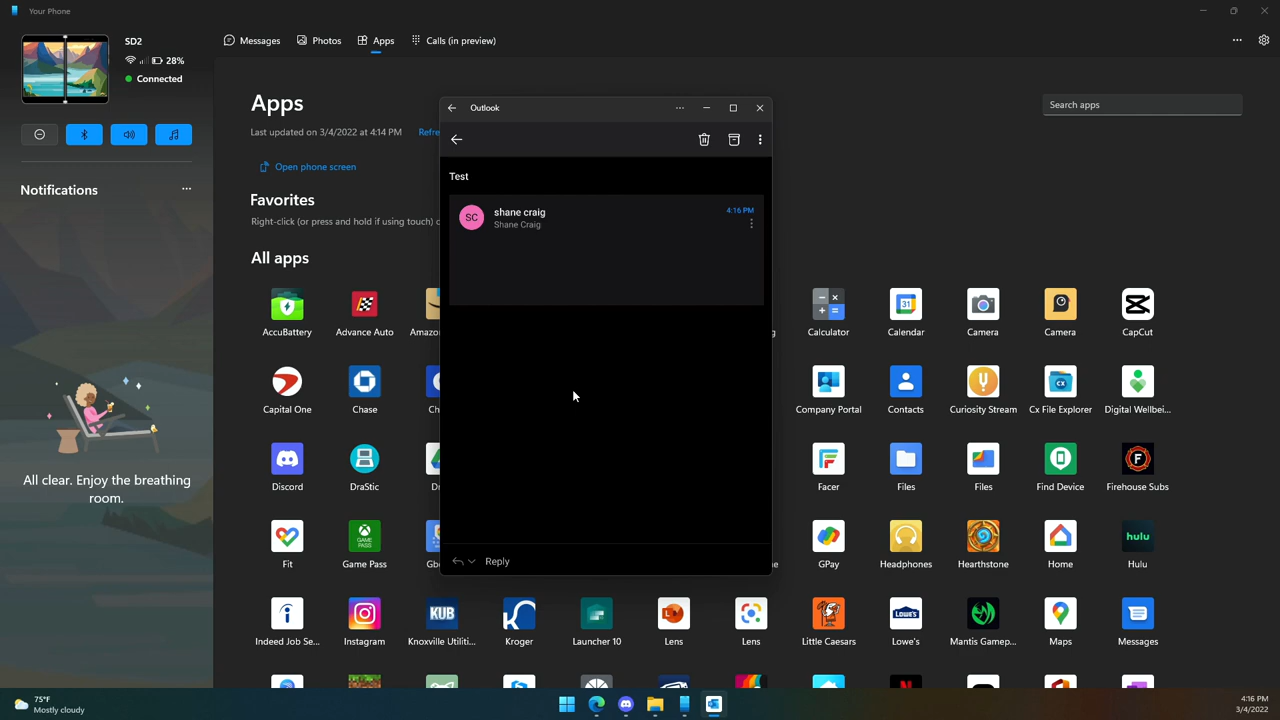 Your Phone
SD2
28%
Connected
Messages
Photos
Apps
Calls (in preview)
Notifications
All clear. Enjoy the breathing
room.
Apps
Search apps
Last updated on 3/4/2022 at 4:14 PM
Open phone screen
Favorites
Right-click (or press and hold if using touch)
All apps
Outlook
Test
SC
shane craig
Shane Craig
4:16 PM
Reply
AccuBattery
Advance Auto
Calculator
Calendar
Camera
Camera
CapCut
Capital One
Chase
Company Portal
Contacts
Curiosity Stream
Cx File Explorer
Digital Wellbei...
Discord
DraStic
Facer
Files
Files
Find Device
Firehouse Subs
Fit
GAME
PASS
Game Pass
GPay
Headphones
Hearthstone
Home
hulu
Hulu
Indeed Job Se...
Instagram
KUB
Knoxville Utiliti...
Kroger
Launcher 10
Lens
Lens
Little Caesars
Lowe's
Mantis Gamep...
Maps
Messages
75°F
Mostly cloudy
4:16 PM
3/4/2022